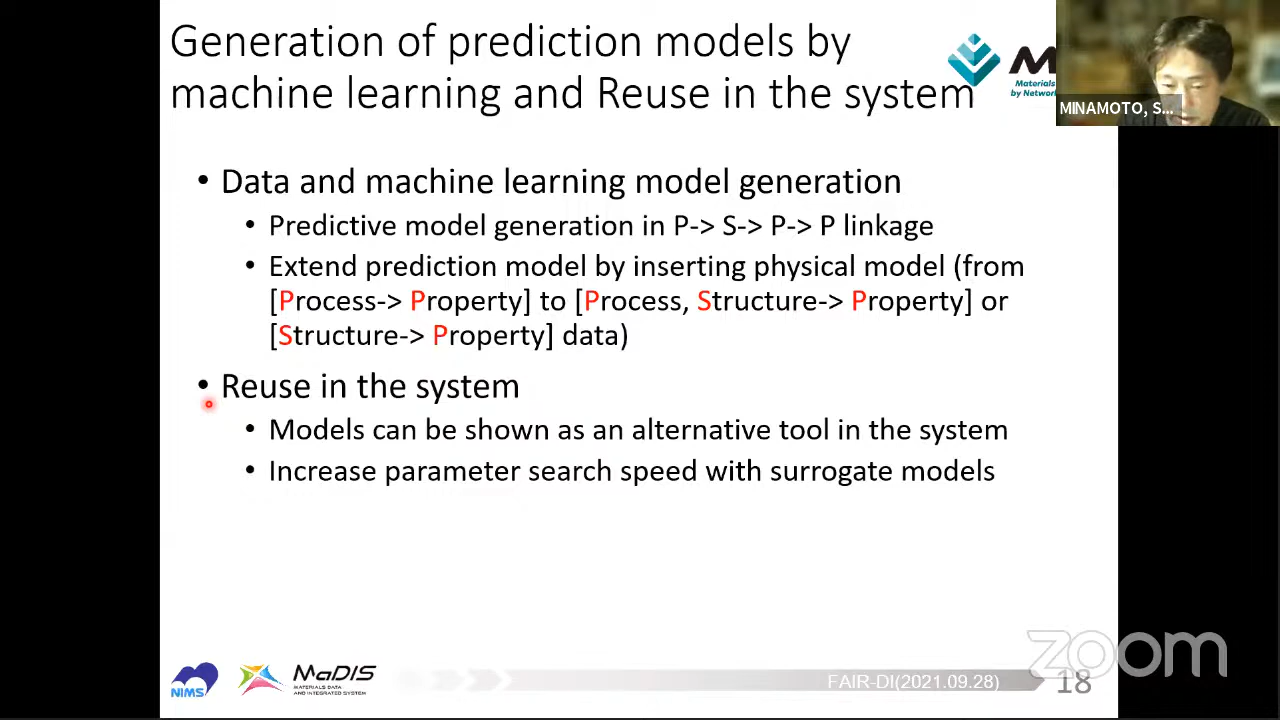 Generation of prediction models by
machine learning and Reuse in the system
M
Materials
by Network
MINAMOTO, S...
• Data and machine learning model generation
• Predictive model generation in P-> S-> P-> P linkage
• Extend prediction model by inserting physical model (from
[Process-> Property] to [Process, Structure-> Property] or
[Structure-> Property] data)
• Reuse in the system
• Models can be shown as an alternative tool in the system
• Increase parameter search speed with surrogate models
NIMS
MaDIS
MATERIALS DATA
AND INTEGRATED SYSTEM
FAIR-DI(2021.09.28)
18
zoom